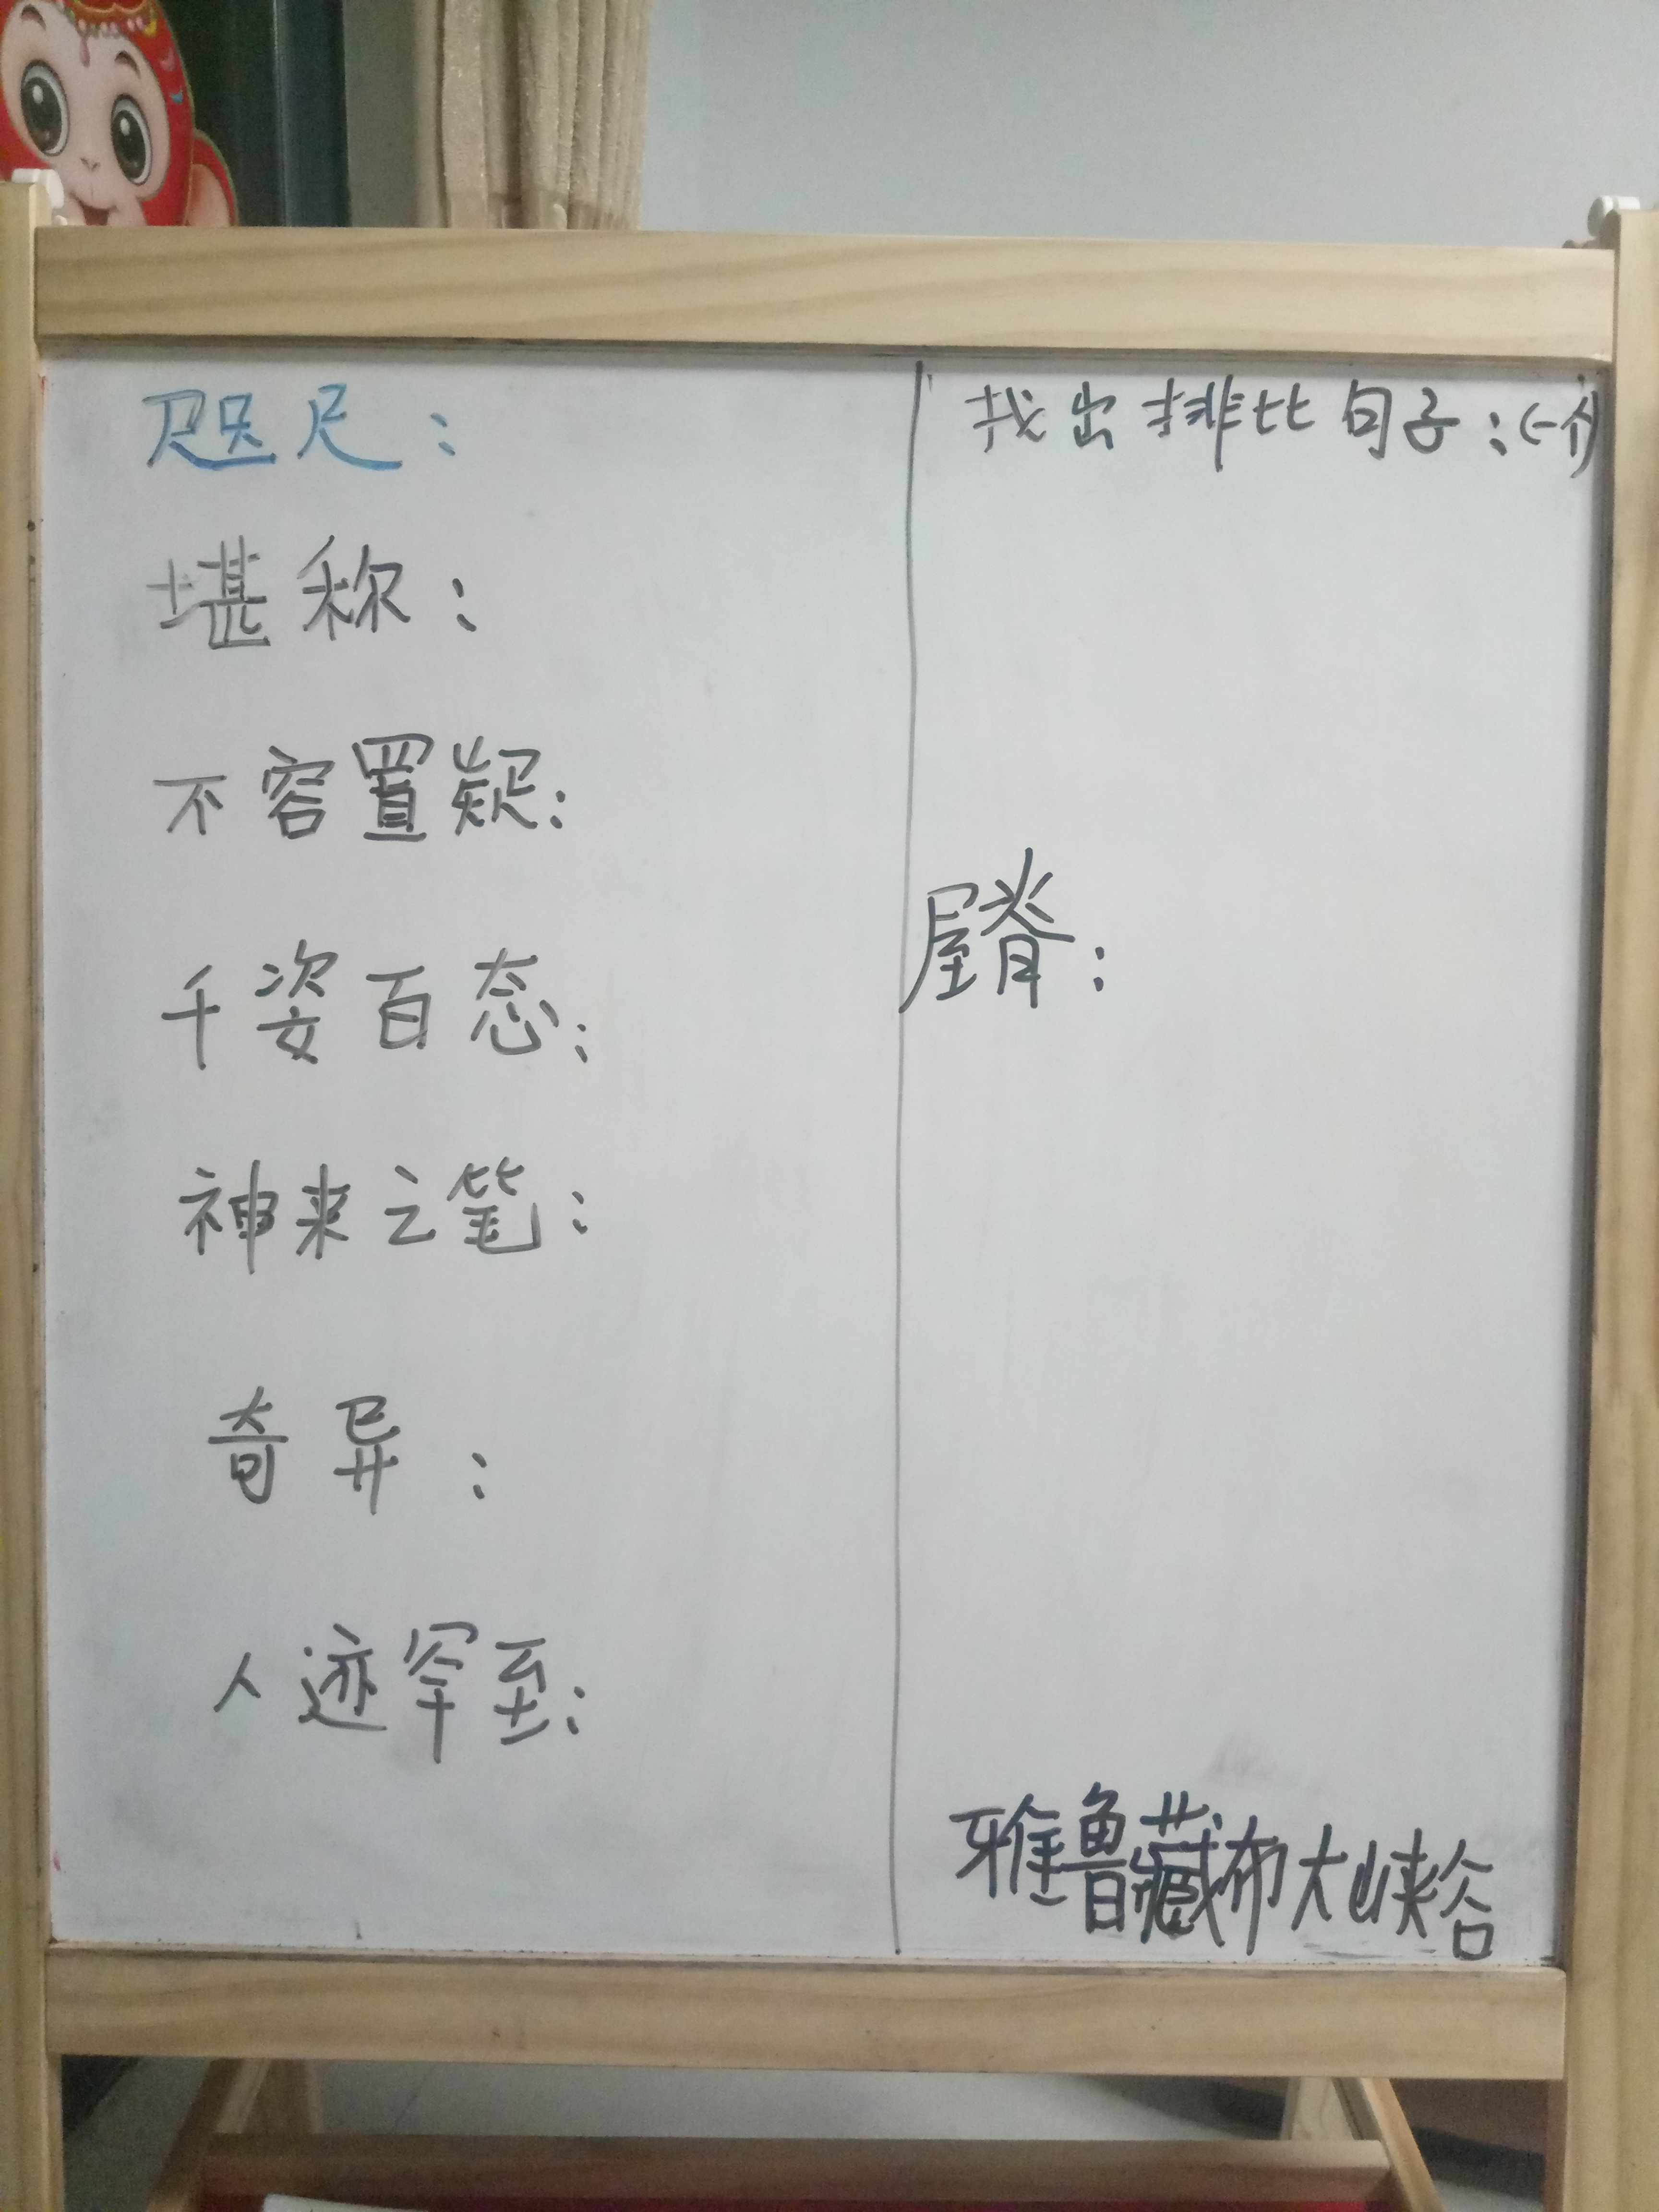 咫尺：
堪称：
不容置疑：
千姿百态：
神来之笔：
奇异：
人迹罕至：
找出排比句子：（一个）
屋脊：
雅鲁藏布大峡谷